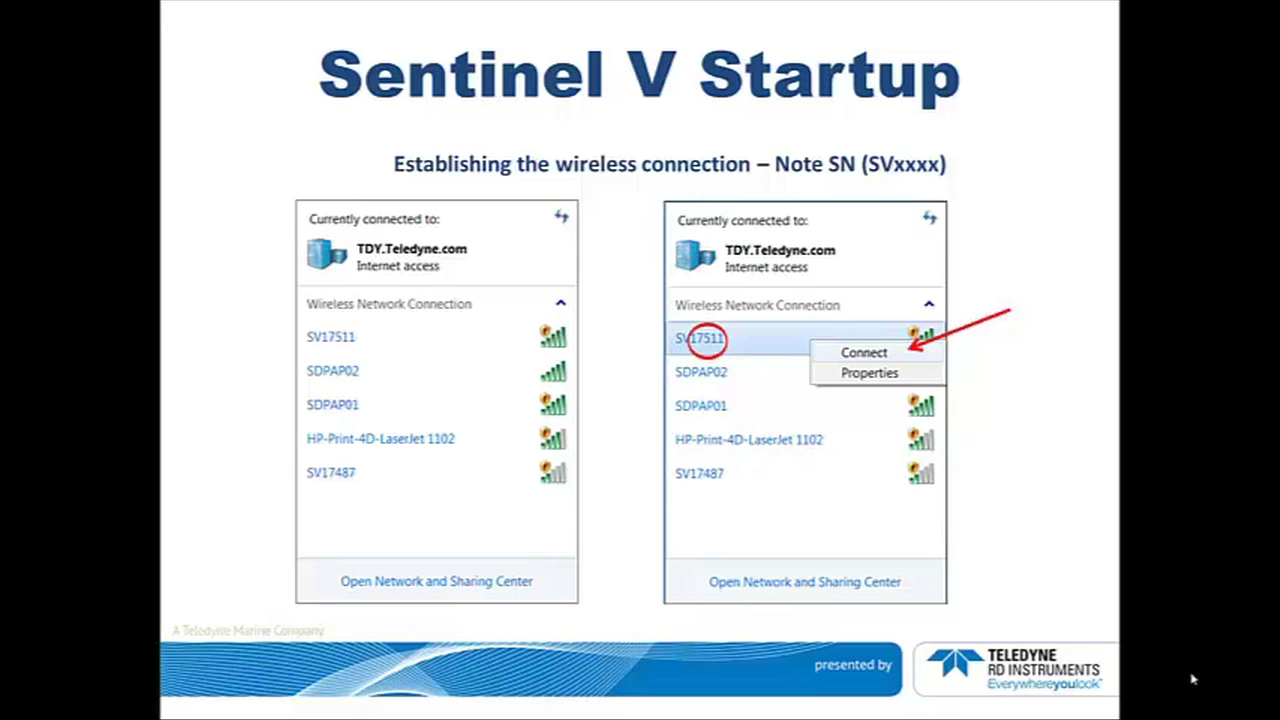 Sentinel V Startup
Establishing the wireless connection – Note SN (SVxxxx)
Currently connected to:
TDY.Teledyne.com
Internet access
Wireless Network Connection
SV17511
SDPAP02
SDPAP01
HP-Print-4D-LaserJet 1102
SV17487
Open Network and Sharing Center
Currently connected to:
TDY.Teledyne.com
Internet access
Wireless Network Connection
SV17511
Connect
SDPAP02
Properties
SDPAP01
HP-Print-4D-LaserJet 1102
SV17487
Open Network and Sharing Center
A Teledyne Marine Company
presented by
TELEDYNE
RD INSTRUMENTS
Everywhereyoulook™